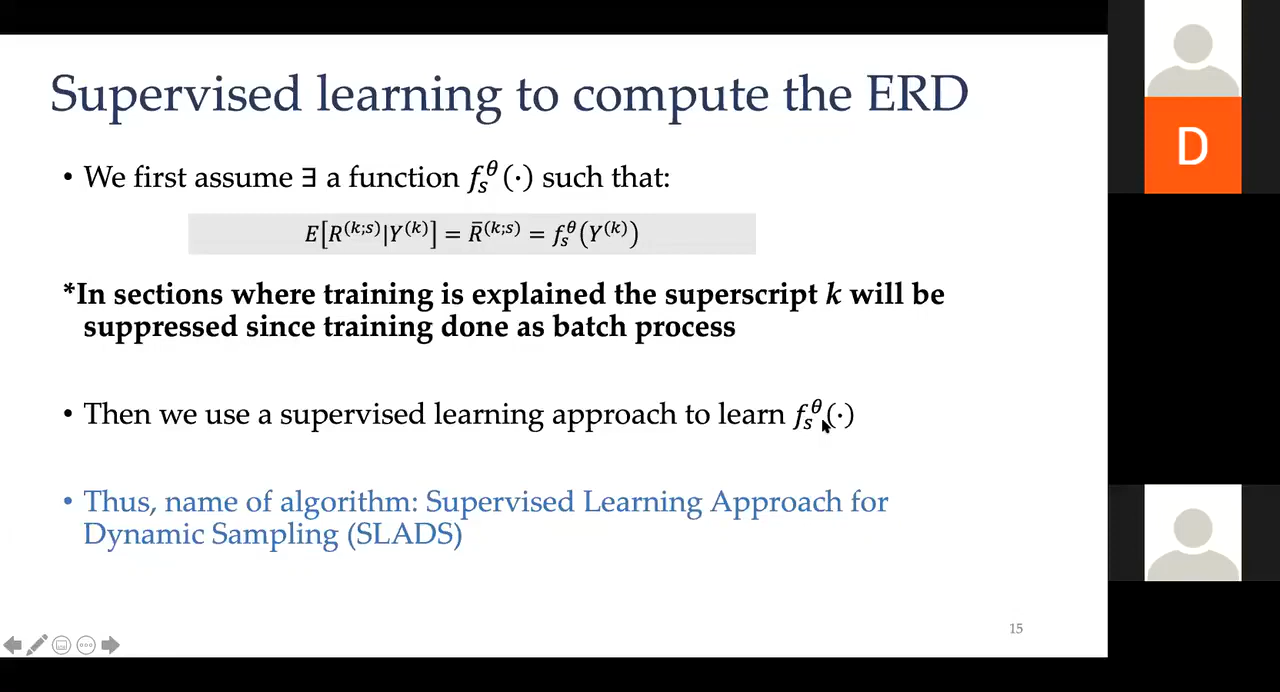 Supervised learning to compute the ERD
• We first assume ∃ a function f_s^θ(·) such that:
E[R^(k;s)|Y^(k)] = R̄^(k;s) = f_s^θ(Y^(k))
*In sections where training is explained the superscript k will be
suppressed since training done as batch process
• Then we use a supervised learning approach to learn f_s^θ(·)
• Thus, name of algorithm: Supervised Learning Approach for
Dynamic Sampling (SLADS)
15
D